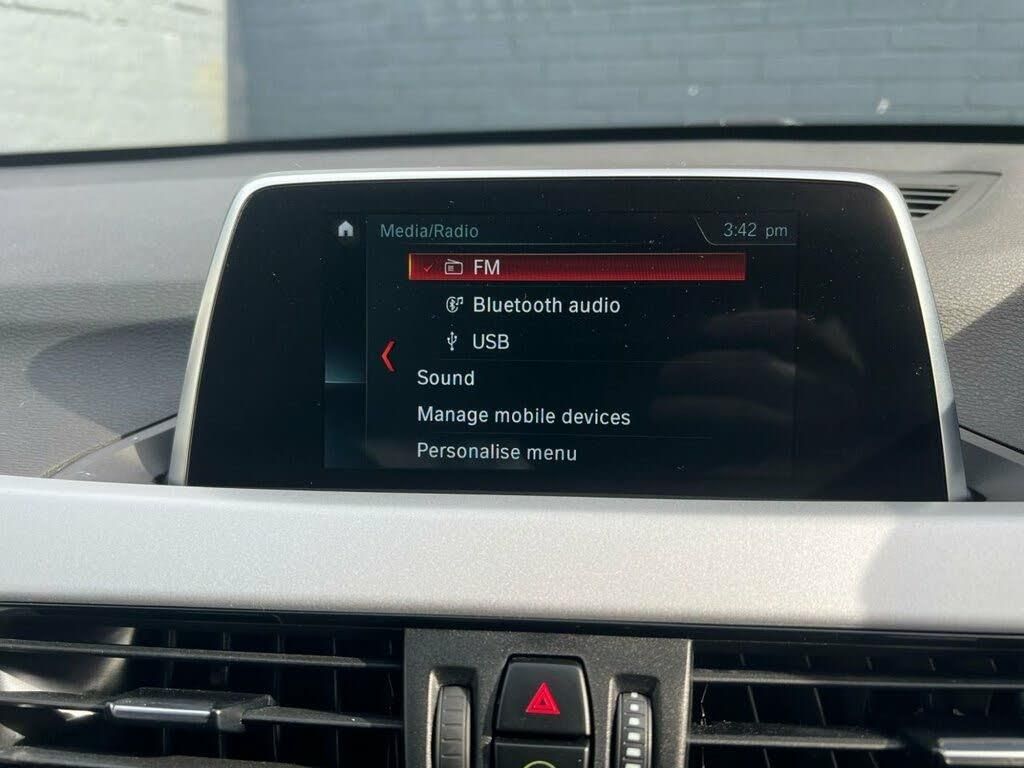 Media/Radio 3:42 pm
FM
Bluetooth audio
USB
Sound
Manage mobile devices
Personalise menu